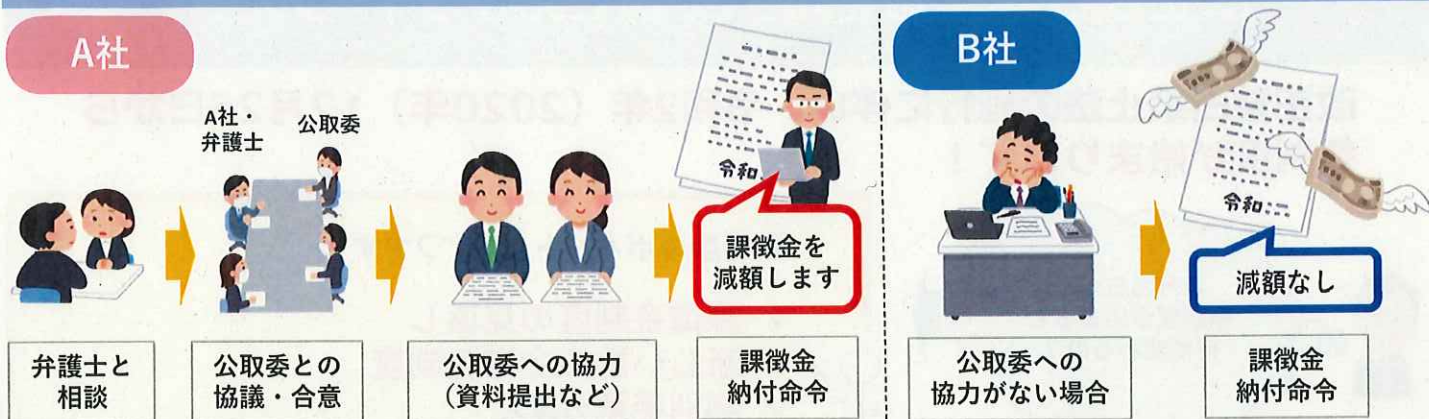 A社
A社・
弁護士
公取委
令和
課徴金を
減額します
弁護士と
相談
公取委との
協議・合意
公取委への協力
(資料提出など)
課徴金
納付命令
B社
令和
減額なし
公取委への
協力がない場合
課徴金
納付命令